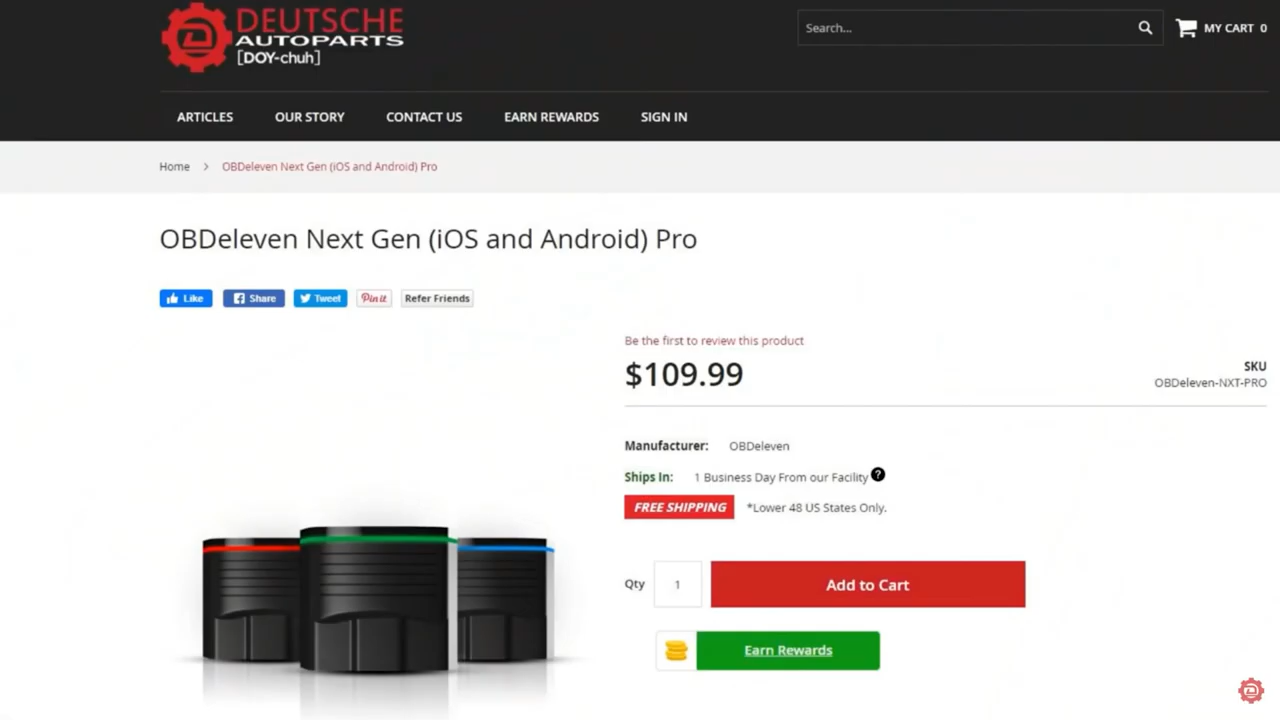 DEUTSCHE
AUTOPARTS
[DOY-chuh]
Search...
MY CART 0
ARTICLES OUR STORY CONTACT US EARN REWARDS SIGN IN
Home > OBDeleven Next Gen (iOS and Android) Pro
OBDeleven Next Gen (iOS and Android) Pro
Like Share Tweet Pin it Refer Friends
Be the first to review this product
$109.99
SKU
OBDeleven-NXT-PRO
Manufacturer: OBDeleven
Ships In: 1 Business Day From our Facility ?
FREE SHIPPING *Lower 48 US States Only.
Qty 1 Add to Cart
Earn Rewards